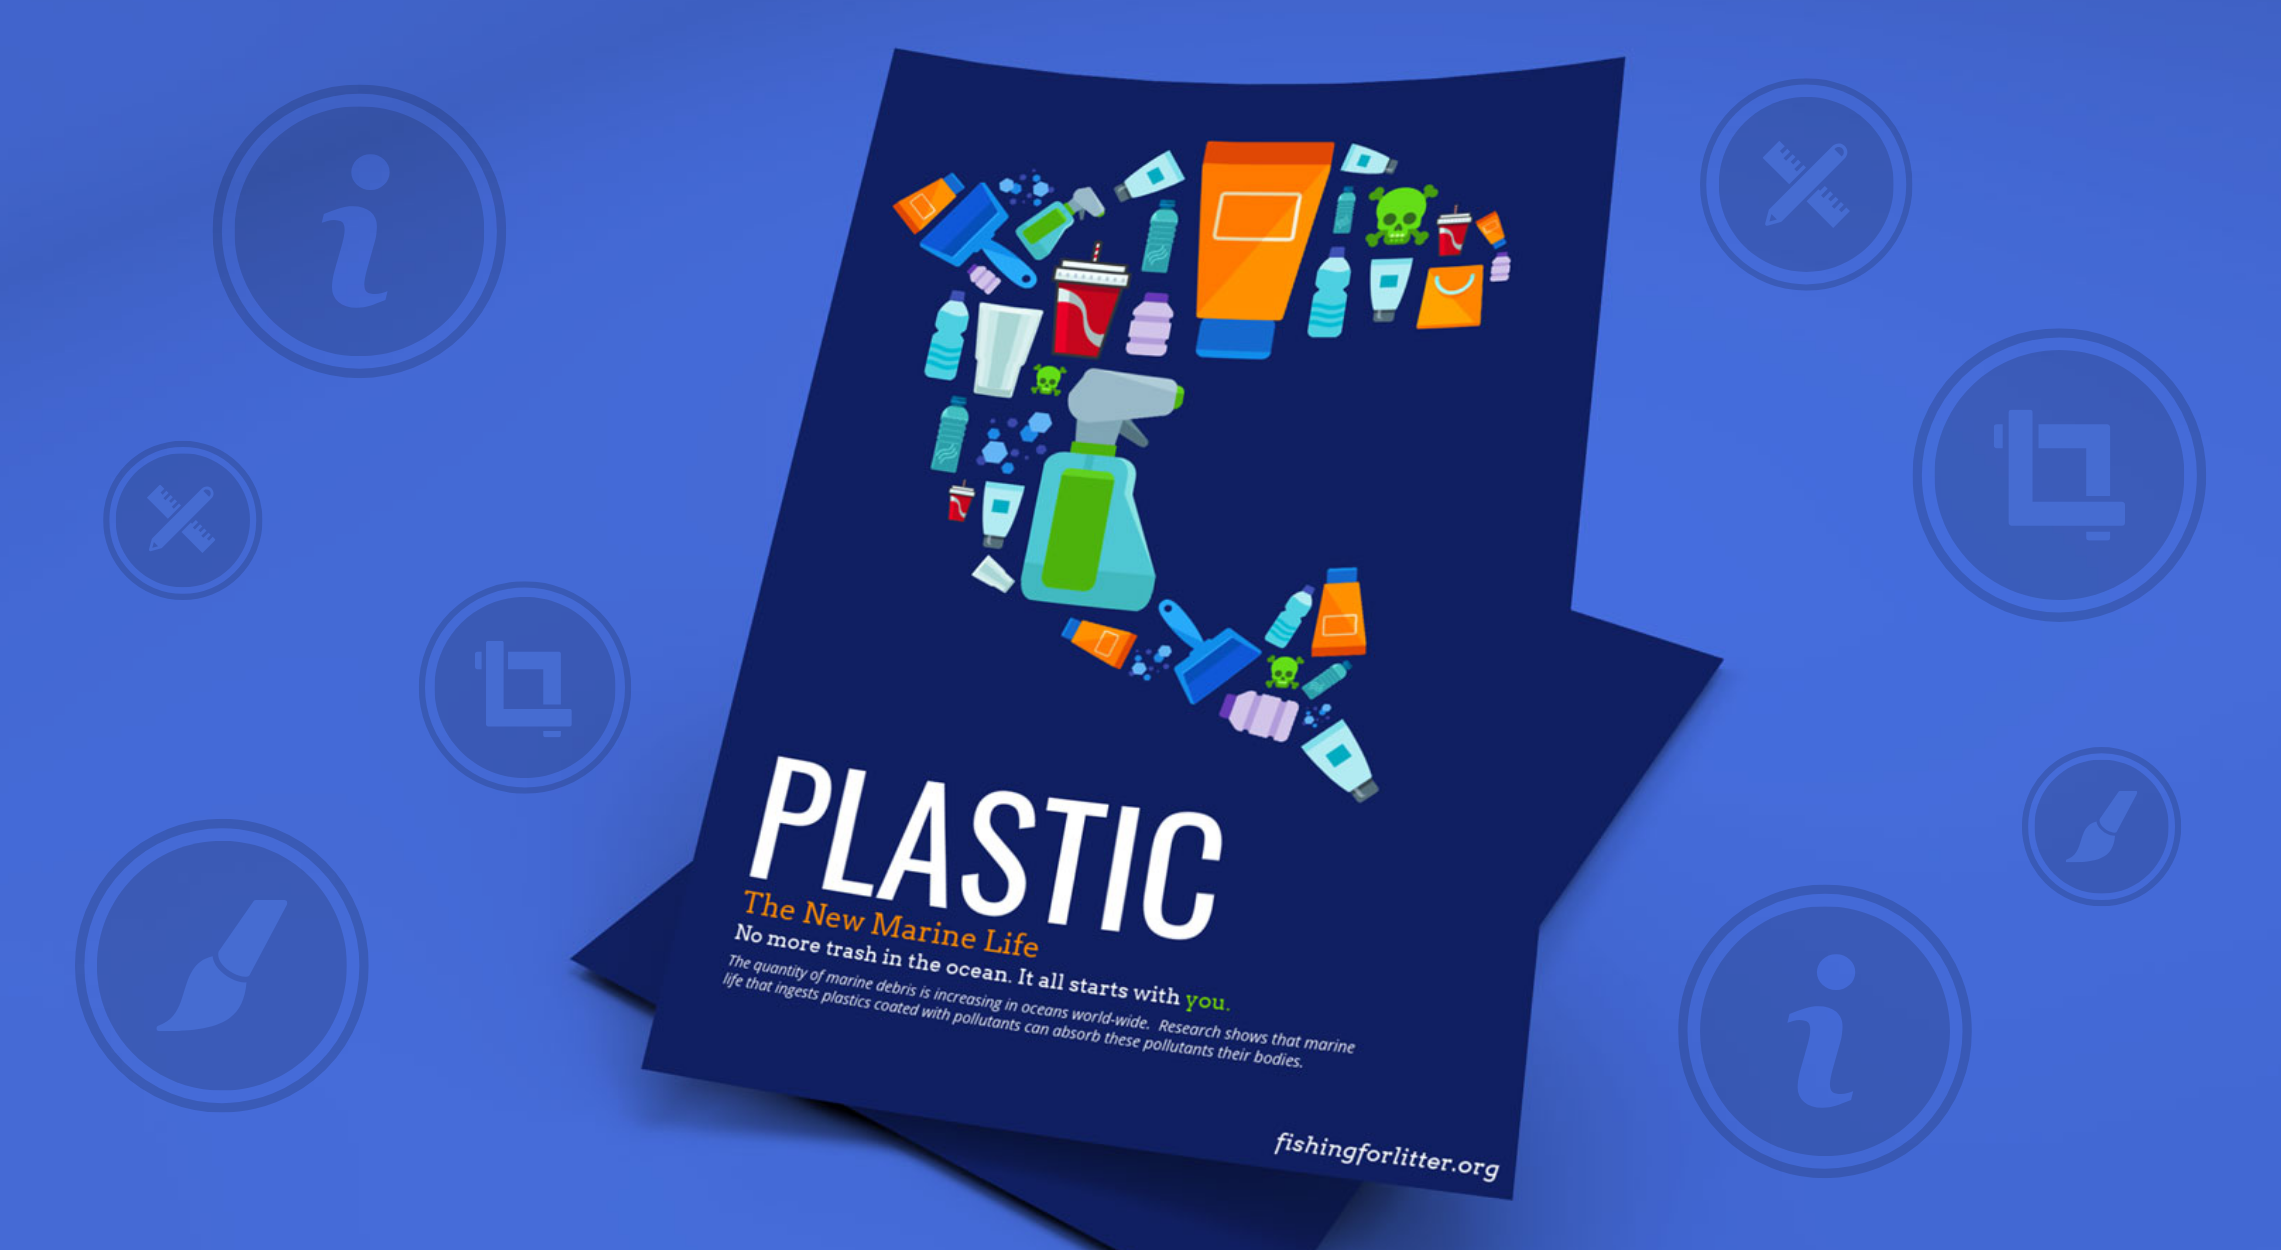 PLASTIC
The New Marine Life
No more trash in the ocean. It all starts with you.
The quantity of marine debris is increasing in oceans world-wide. Research shows that marine
life that ingests plastics coated with pollutants can absorb these pollutants their bodies.
fishingforlitter.org